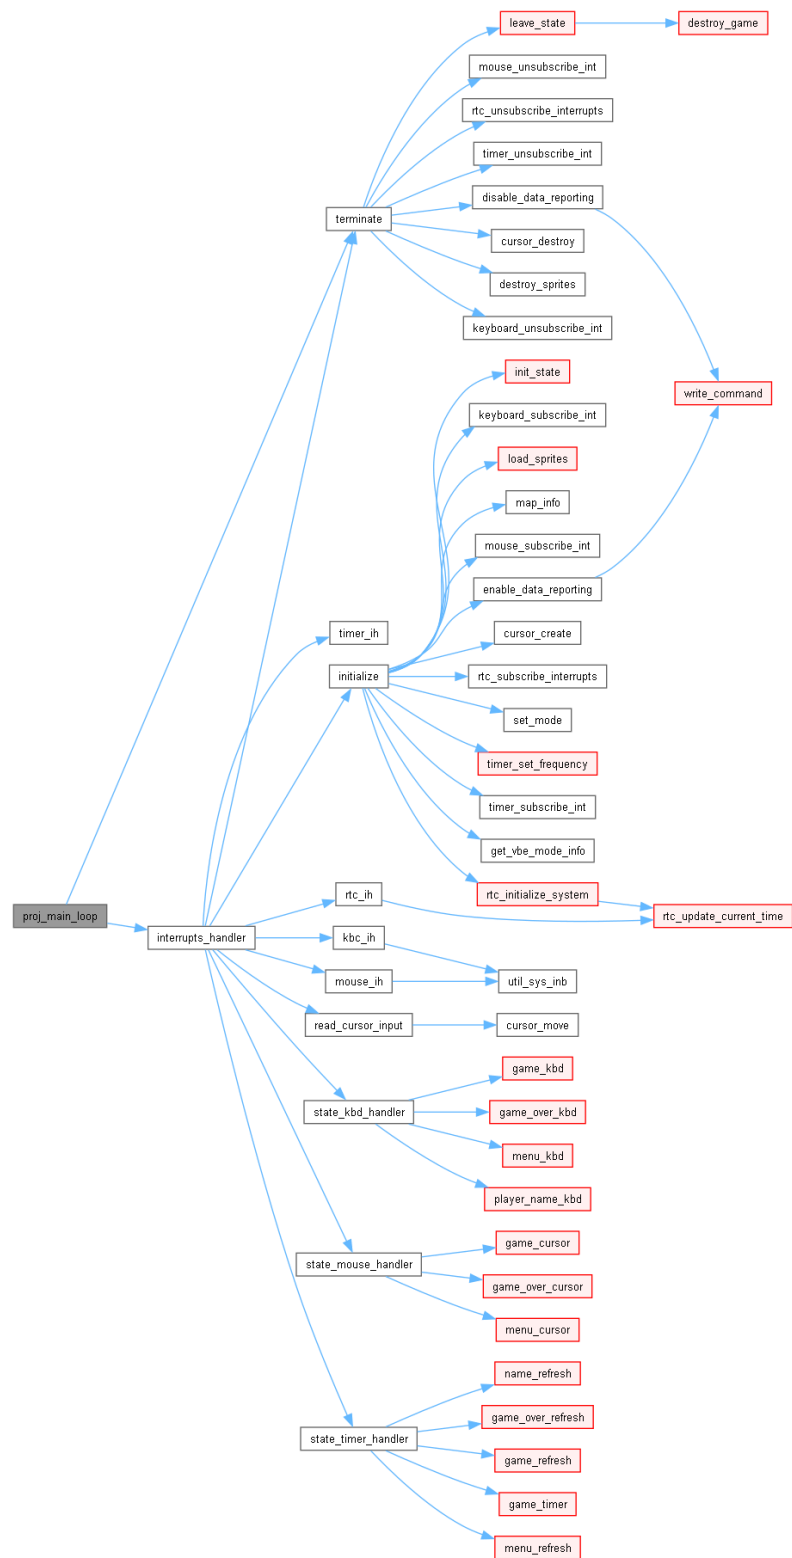 leave_state
destroy_game
mouse_unsubscribe_int
rtc_unsubscribe_interrupts
timer_unsubscribe_int
disable_data_reporting
terminate
cursor_destroy
destroy_sprites
keyboard_unsubscribe_int
init_state
write_command
keyboard_subscribe_int
load_sprites
map_info
mouse_subscribe_int
enable_data_reporting
timer_ih
cursor_create
initialize
rtc_subscribe_interrupts
set_mode
timer_set_frequency
timer_subscribe_int
get_vbe_mode_info
rtc_ih
rtc_initialize_system
proj_main_loop
rtc_update_current_time
interrupts_handler
kbc_ih
mouse_ih
util_sys_inb
read_cursor_input
cursor_move
game_kbd
state_kbd_handler
game_over_kbd
menu_kbd
player_name_kbd
game_cursor
state_mouse_handler
game_over_cursor
menu_cursor
name_refresh
game_over_refresh
state_timer_handler
game_refresh
game_timer
menu_refresh